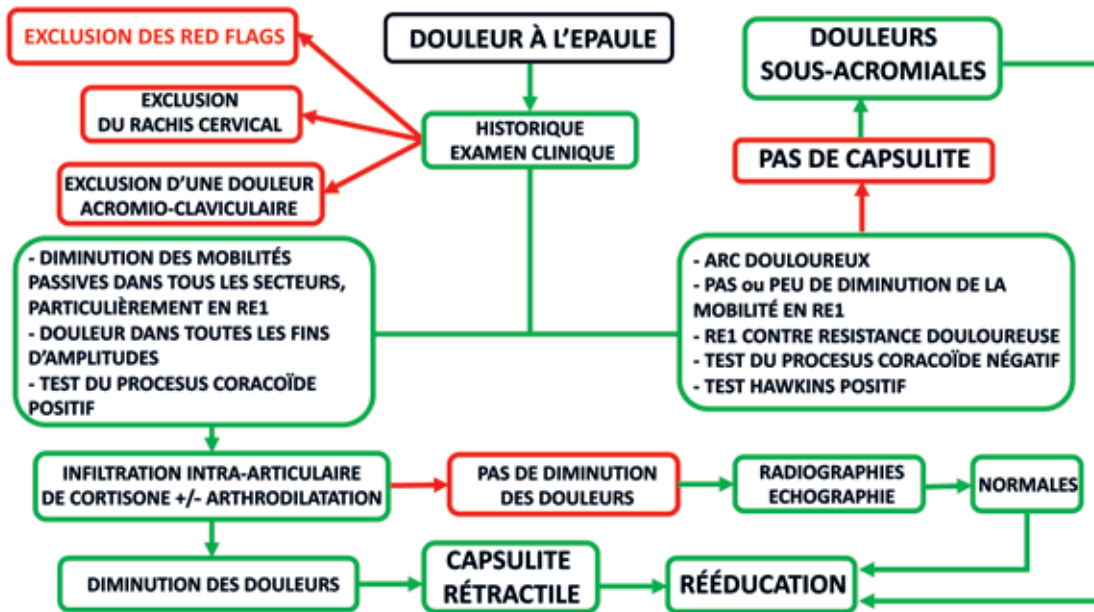 DOULEUR À L'EPAULE
EXCLUSION DES RED FLAGS
EXCLUSION
DU RACHIS CERVICAL
EXCLUSION D'UNE DOULEUR
ACROMIO-CLAVICULAIRE
HISTORIQUE
EXAMEN CLINIQUE
DOULEURS
SOUS-ACROMIALES
PAS DE CAPSULITE
- DIMINUTION DES MOBILITÉS
PASSIVES DANS TOUS LES SECTEURS,
PARTICULIÈREMENT EN RE1
- DOULEUR DANS TOUTES LES FINS
D'AMPLITUDES
- TEST DU PROCESUS CORACOÏDE
POSITIF
- ARC DOULOUREUX
- PAS ou PEU DE DIMINUTION DE LA
MOBILITÉ EN RE1
- RE1 CONTRE RESISTANCE DOULOUREUSE
- TEST DU PROCESUS CORACOÏDE NÉGATIF
- TEST HAWKINS POSITIF
INFILTRATION INTRA-ARTICULAIRE
DE CORTISONE +/- ARTHRODILATATION
PAS DE DIMINUTION
DES DOULEURS
RADIOGRAPHIES
ECHOGRAPHIE
NORMALES
DIMINUTION DES DOULEURS
CAPSULITE
RÉTRACTILE
RÉÉDUCATION